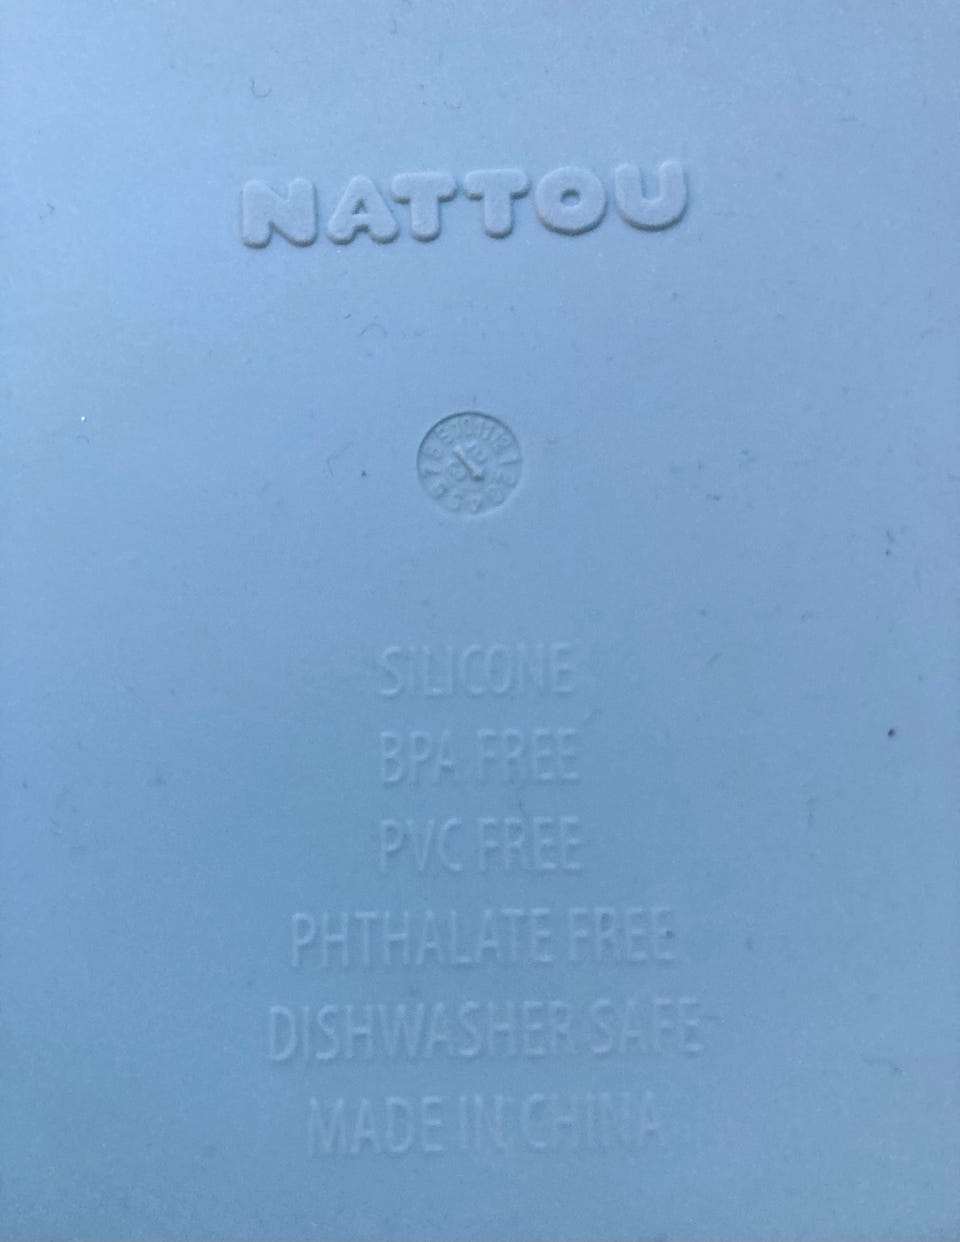 NATTOU
SILICONE
BPA FREE
PVC FREE
PHTHALATE FREE
DISHWASHER SAFE
MADE IN CHINA